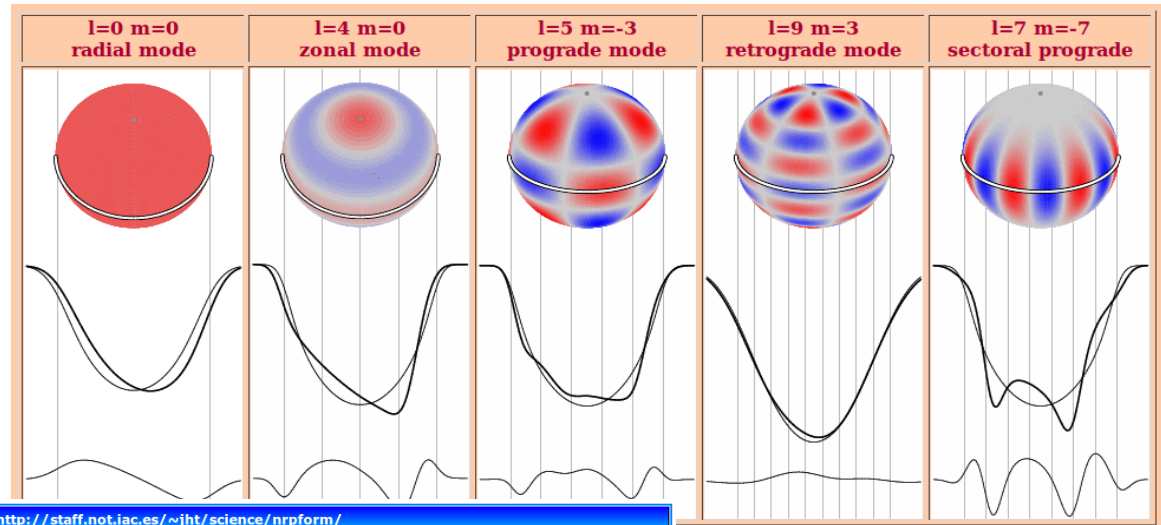 l=0 m=0
radial mode
l=4 m=0
zonal mode
l=5 m=-3
prograde mode
l=9 m=3
retrograde mode
l=7 m=-7
sectoral prograde
http://staff.not.iac.es/~jht/science/nrpform/